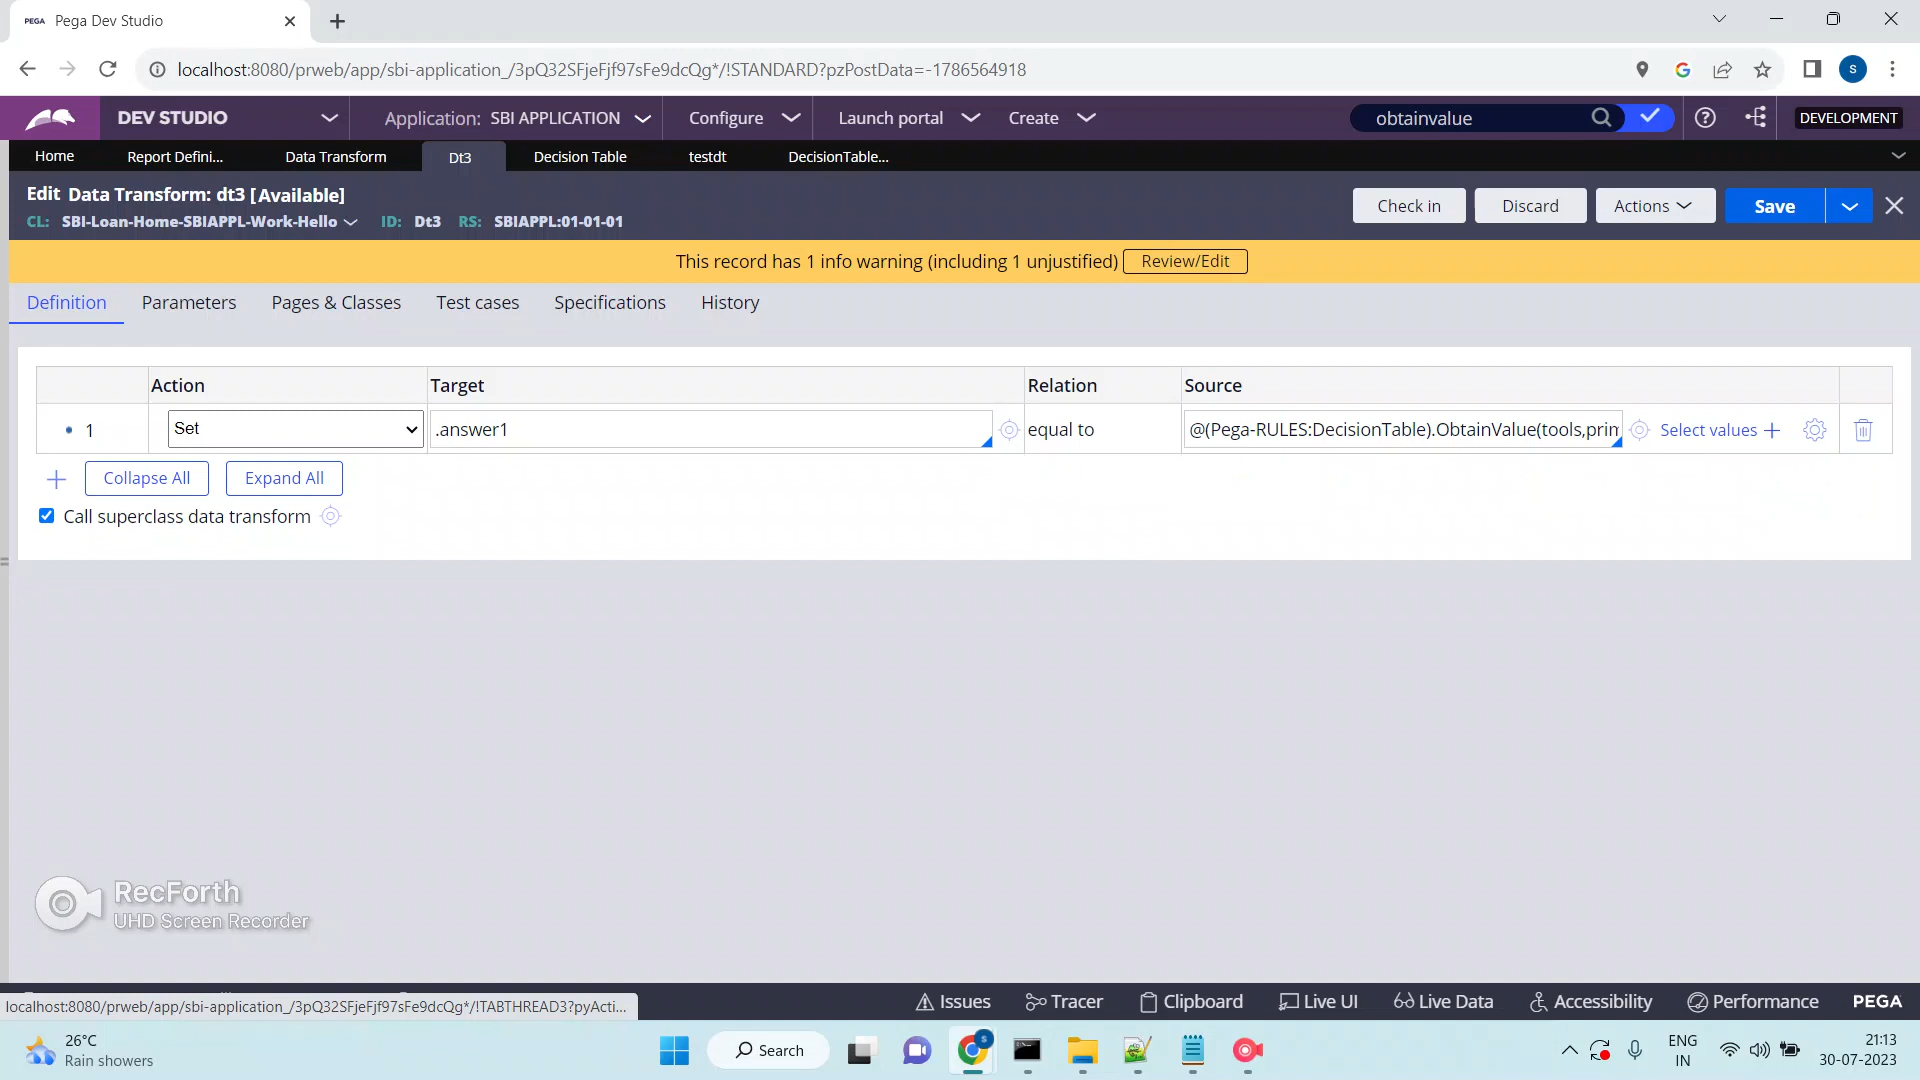 PEGA Pega Dev Studio
localhost:8080/prweb/app/sbi-application_/3pQ32SFjeFjf97sFe9dcQg*/!STANDARD?pzPostData=-1786564918
S
DEV STUDIO Application: SBI APPLICATION Configure Launch portal Create obtainvalue DEVELOPMENT
Home Report Defini... Data Transform Dt3 Decision Table testdt DecisionTable...
Edit Data Transform: dt3 [Available]
CL: SBI-Loan-Home-SBIAPPL-Work-Hello ID: Dt3 RS: SBIAPPL:01-01-01
Check in Discard Actions Save
This record has 1 info warning (including 1 unjustified) Review/Edit
Definition Parameters Pages & Classes Test cases Specifications History
Action Target Relation Source
1 Set .answer1 equal to @(Pega-RULES:DecisionTable).ObtainValue(tools,prim Select values
Collapse All Expand All
Call superclass data transform
RecForth
UHD Screen Recorder
localhost:8080/prweb/app/sbi-application_/3pQ32SFjeFjf97sFe9dcQg*/!TABTHREAD3?pyActi...
Issues Tracer Clipboard Live UI Live Data Accessibility Performance PEGA
26°C
Rain showers
Search
ENG
IN
21:13
30-07-2023